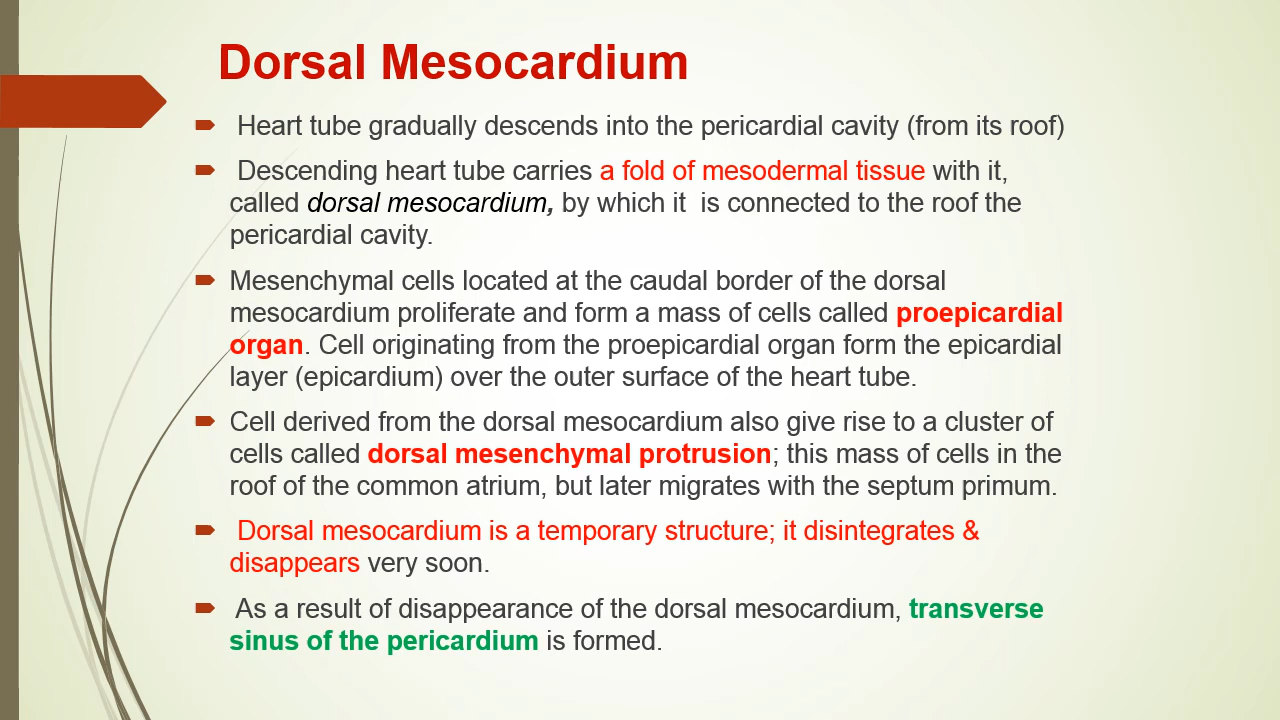 Dorsal Mesocardium
Heart tube gradually descends into the pericardial cavity (from its roof)
Descending heart tube carries a fold of mesodermal tissue with it,
called dorsal mesocardium, by which it  is connected to the roof the
pericardial cavity.
Mesenchymal cells located at the caudal border of the dorsal
mesocardium proliferate and form a mass of cells called proepicardial
organ. Cell originating from the proepicardial organ form the epicardial
layer (epicardium) over the outer surface of the heart tube.
Cell derived from the dorsal mesocardium also give rise to a cluster of
cells called dorsal mesenchymal protrusion; this mass of cells in the
roof of the common atrium, but later migrates with the septum primum.
Dorsal mesocardium is a temporary structure; it disintegrates &
disappears very soon.
As a result of disappearance of the dorsal mesocardium, transverse
sinus of the pericardium is formed.